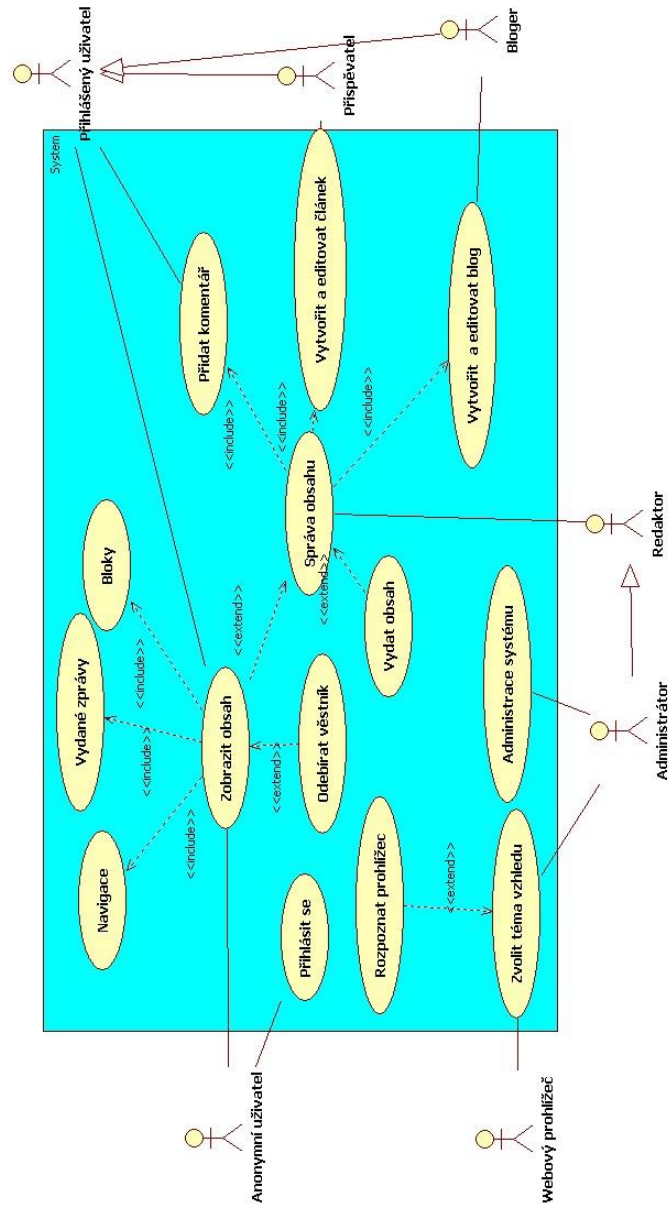 System
Přihlášený uživatel
Přispěvatel
Bloger
Navigace
Vydané zprávy
Bloky
Přidat komentář
<<include>>
<<include>>
<<include>>
<<include>>
Zobrazit obsah
<<extend>>
Správa obsahu
<<include>>
Vytvořit a editovat článek
<<extend>>
<<extend>>
<<include>>
Přihlásit se
Odebírat věstník
Vydat obsah
Rozpoznat prohlížec
<<extend>>
Vytvořit  a editovat blog
Zvolit téma vzhledu
Administrace systému
Anonymní uživatel
Webový prohlížeč
Administrátor
Redaktor